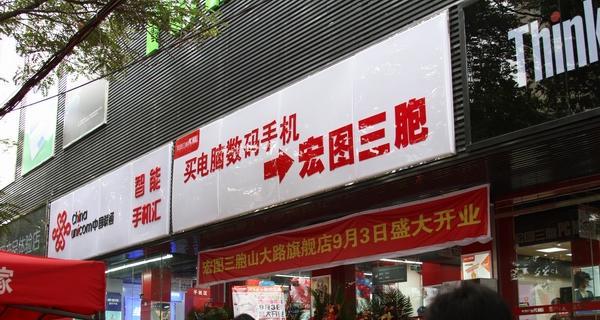 Think
买电脑数码手机
宏图三胞
智能
手机汇
China
unicom中国联通
宏图三胞山大路旗舰店9月3日盛大开业
家